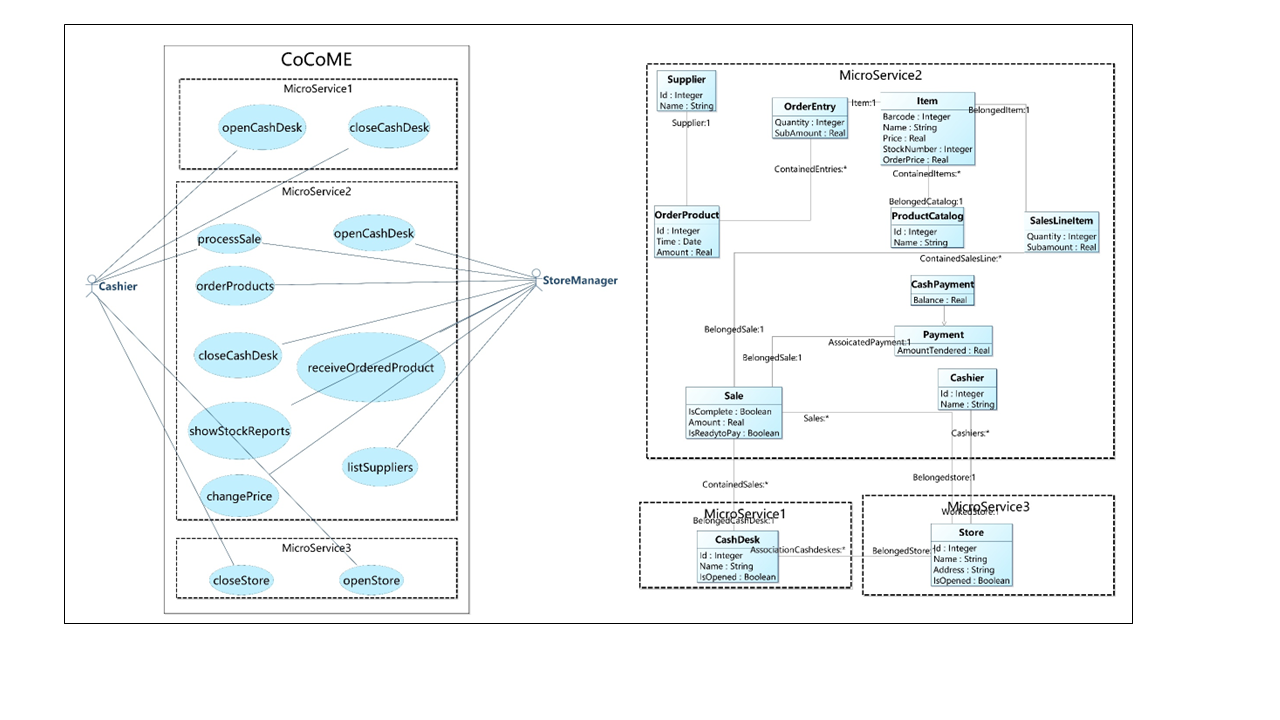 CoCoME
MicroService1
openCashDesk
closeCashDesk
MicroService2
processSale
openCashDesk
orderProducts
closeCashDesk
receiveOrderedProduct
showStockReports
listSuppliers
changePrice
MicroService3
closeStore
openStore
Cashier
StoreManager
MicroService2
Supplier
Id : Integer
Name : String
Supplier:1
OrderEntry
Quantity : Integer
SubAmount : Real
Item:1
Item
Barcode : Integer
Name : String
Price : Real
StockNumber : Integer
OrderPrice : Real
BelongedItem:1
ContainedEntries:*
ContainedItems:*
BelongedCatalog:1
OrderProduct
Id : Integer
Time : Date
Amount : Real
ProductCatalog
Id : Integer
Name : String
SalesLineItem
Quantity : Integer
Subamount : Real
ContainedSalesLine:*
CashPayment
Balance : Real
BelongedSale:1
AssoicatedPayment:1
Payment
AmountTendered : Real
BelongedSale:1
Cashier
Id : Integer
Name : String
Sale
IsComplete : Boolean
Amount : Real
IsReadytoPay : Boolean
Sales:*
Cashiers:*
Belongedstore:1
ContainedSales:*
MicroService1
BelongedCashDesk:1
CashDesk
Id : Integer
Name : String
IsOpened : Boolean
AssociationCashdeskes:*
BelongedStore:
MicroService3
WorkedStore:1
Store
Id : Integer
Name : String
Address : String
IsOpened : Boolean